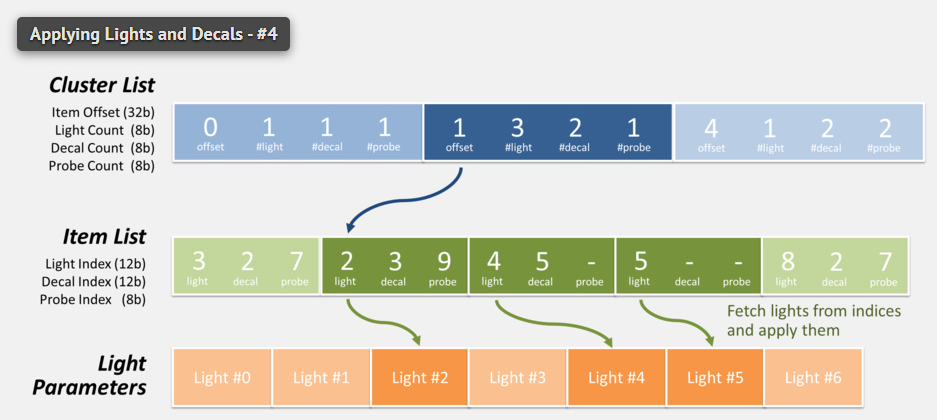 Applying Lights and Decals - #4
Cluster List
Item Offset (32b)
Light Count (8b)
Decal Count (8b)
Probe Count (8b)
0 1 1 1 1 3 2 1 4 1 2 2
offset #light #decal #probe offset #light #decal #probe offset #light #decal #probe
Item List
Light Index (12b)
Decal Index (12b)
Probe Index (8b)
3 2 7 2 3 9 4 5 - 5 - - 8 2 7
light decal probe light decal probe light decal probe light decal probe light decal probe
Fetch lights from indices
and apply them
Light
Parameters
Light #0 Light #1 Light #2 Light #3 Light #4 Light #5 Light #6